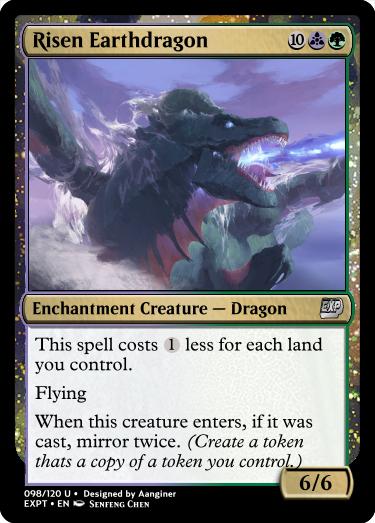 Risen Earthdragon 10
Enchantment Creature — Dragon EXP
This spell costs 1 less for each land
you control.
Flying
When this creature enters, if it was
cast, mirror twice. (Create a token
thats a copy of a token you control.)
6/6
098/120 U • Designed by Aanginer
EXPT • EN SENFENG CHEN